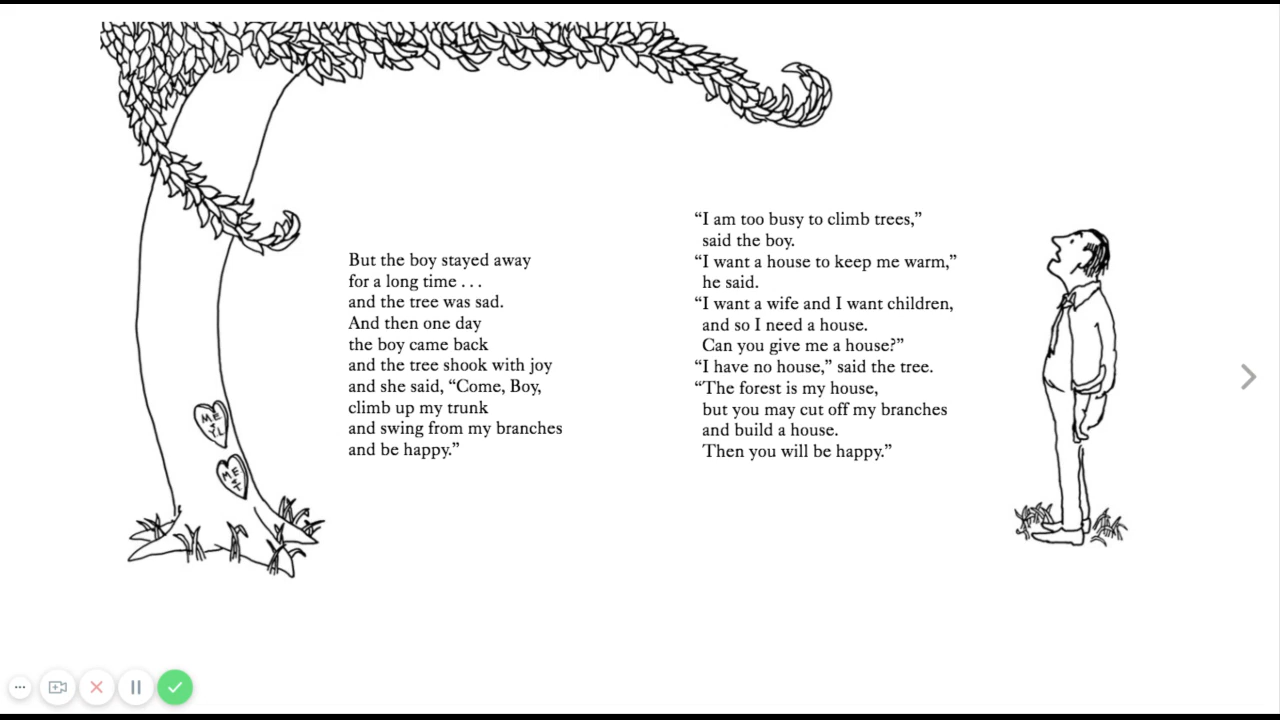 But the boy stayed away
for a long time . . .
and the tree was sad.
And then one day
the boy came back
and the tree shook with joy
and she said, “Come, Boy,
climb up my trunk
and swing from my branches
and be happy.”
“I am too busy to climb trees,”
said the boy.
“I want a house to keep me warm,”
he said.
“I want a wife and I want children,
and so I need a house.
Can you give me a house?”
“I have no house,” said the tree.
“The forest is my house,
but you may cut off my branches
and build a house.
Then you will be happy.”
ME
+
Y.L.
ME
+
T